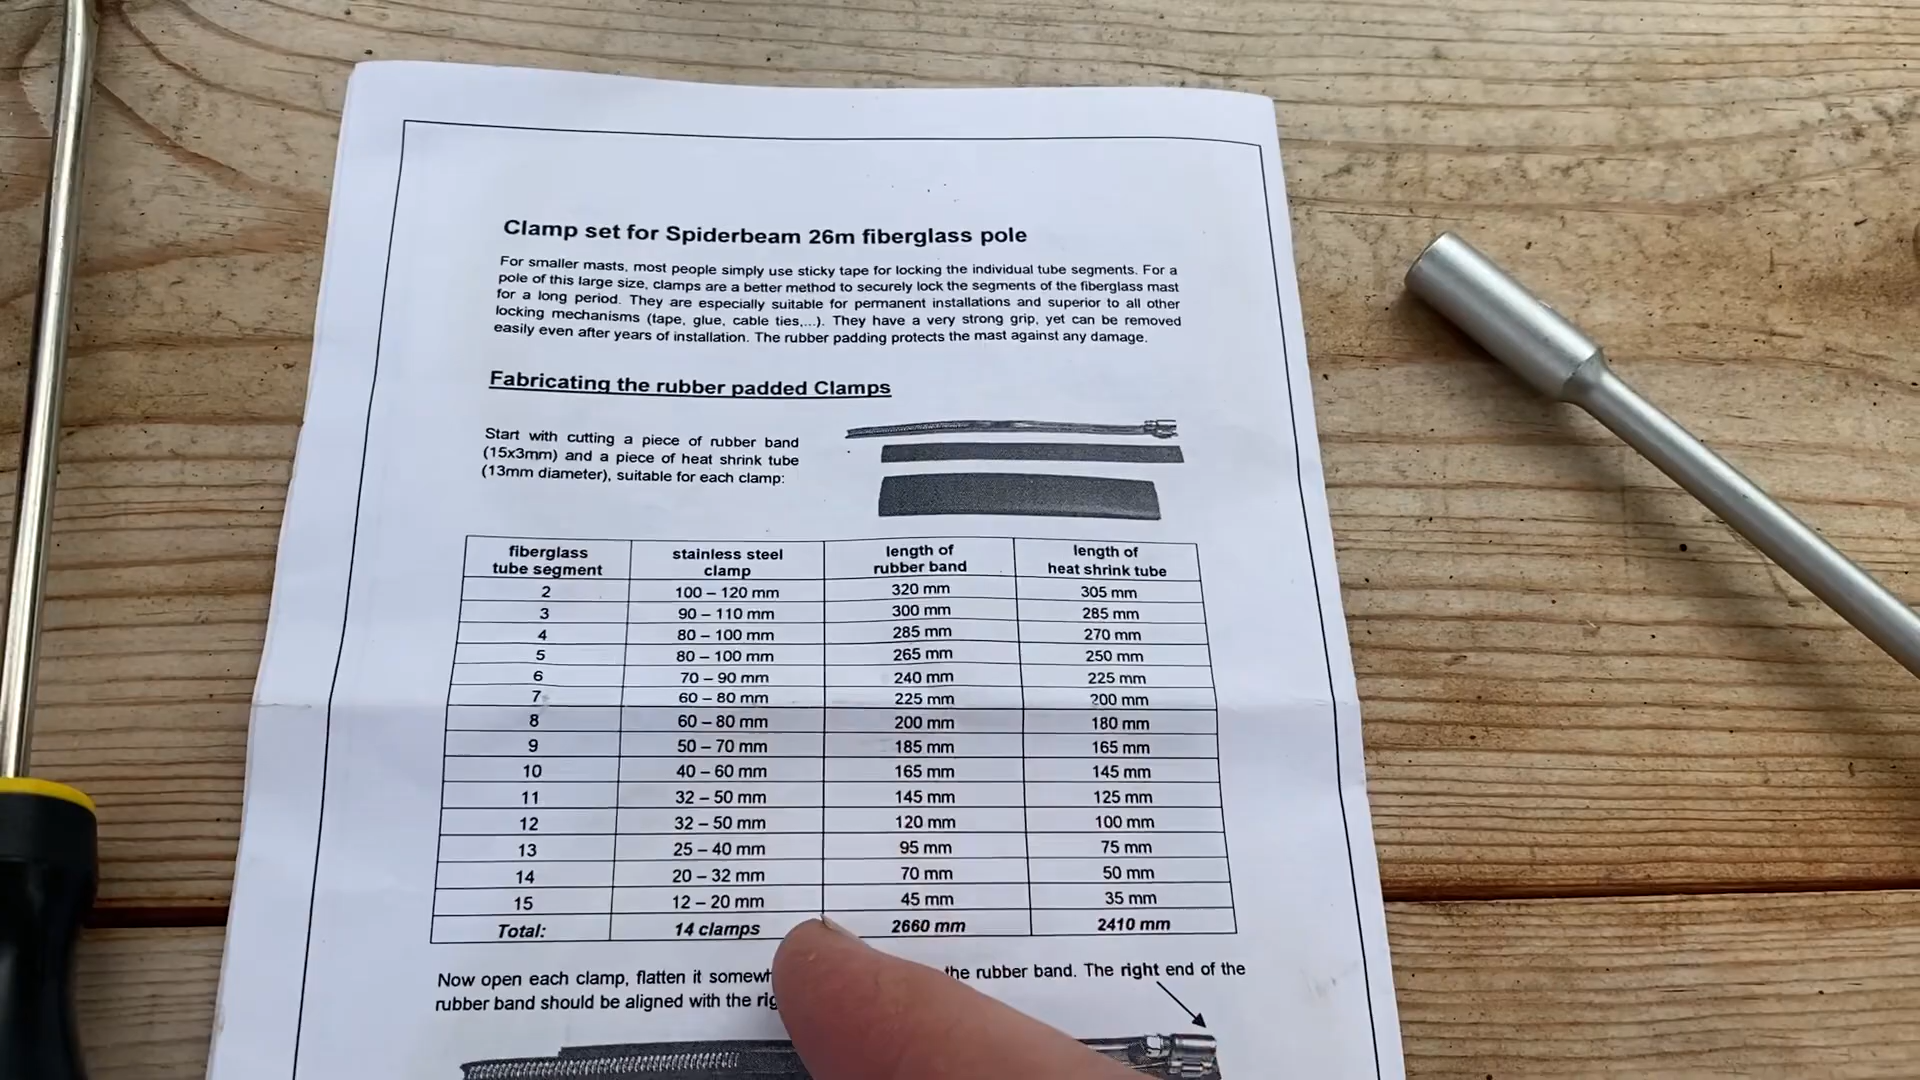 Clamp set for Spiderbeam 26m fiberglass pole
For smaller masts, most people simply use sticky tape for locking the individual tube segments. For a
pole of this large size, clamps are a better method to securely lock the segments of the fiberglass mast
for a long period. They are especially suitable for permanent installations and superior to all other
locking mechanisms (tape, glue, cable ties,...). They have a very strong grip, yet can be removed
easily even after years of installation. The rubber padding protects the mast against any damage.
Fabricating the rubber padded Clamps
Start with cutting a piece of rubber band
(15x3mm) and a piece of heat shrink tube
(13mm diameter), suitable for each clamp:
fiberglass tube segment stainless steel clamp length of rubber band length of heat shrink tube
2 100 – 120 mm 320 mm 305 mm
3 90 – 110 mm 300 mm 285 mm
4 80 – 100 mm 285 mm 270 mm
5 80 – 100 mm 265 mm 250 mm
6 70 – 90 mm 240 mm 225 mm
7 60 – 80 mm 225 mm 200 mm
8 60 – 80 mm 200 mm 180 mm
9 50 – 70 mm 185 mm 165 mm
10 40 – 60 mm 165 mm 145 mm
11 32 – 50 mm 145 mm 125 mm
12 32 – 50 mm 120 mm 100 mm
13 25 – 40 mm 95 mm 75 mm
14 20 – 32 mm 70 mm 50 mm
15 12 – 20 mm 45 mm 35 mm
Total: 14 clamps 2660 mm 2410 mm
Now open each clamp, flatten it the rubber band. The right end of the
rubber band should be aligned with the